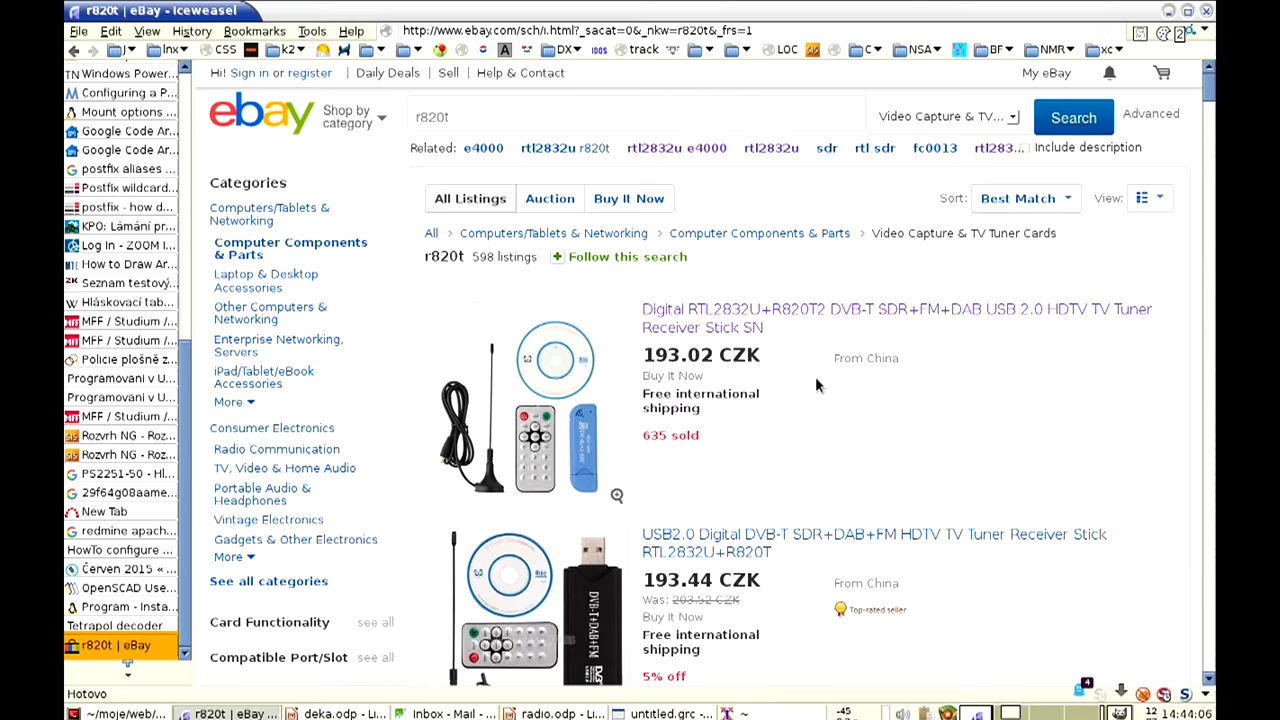 r820t | eBay - Iceweasel
File Edit View History Bookmarks Tools Help
http://www.ebay.com/sch/i.html?_sacat=0&_nkw=r820t&_frs=1
J lnx CSS k2 DX 100S track LOC C NSA BF NMR xc
TN Windows Power...
Configuring a P...
Mount options ...
Google Code Ar...
Google Code Ar...
postfix aliases ...
Postfix wildcard...
postfix - how d...
KPO: Lámání pr...
Log In - ZOOM I...
How to Draw Ar...
Seznam testový...
Hláskovací tab...
MFF / Studium /...
MFF / Studium /...
Policie plošně z...
Programovani v U...
Programovani v U...
MFF / Studium /...
Rozvrh NG - Roz...
Rozvrh NG - Roz...
PS2251-50 - Hl...
29f64g08aame...
New Tab
redmine apach...
HowTo configure ...
Červen 2015 « ...
OpenSCAD Use...
Program - Insta...
Tetrapol decoder
r820t | eBay
Hi! Sign in or register | Daily Deals | Sell | Help & Contact My eBay
ebay Shop by category r820t Video Capture & TV... Search Advanced
Related: e4000 rtl2832u r820t rtl2832u e4000 rtl2832u sdr rtl sdr fc0013 rtl283... Include description
Categories
Computers/Tablets & Networking
Computer Components & Parts
Laptop & Desktop Accessories
Other Computers & Networking
Enterprise Networking, Servers
iPad/Tablet/eBook Accessories
More
Consumer Electronics
Radio Communication
TV, Video & Home Audio
Portable Audio & Headphones
Vintage Electronics
Gadgets & Other Electronics
More
See all categories
Card Functionality see all
Compatible Port/Slot see all
All Listings Auction Buy It Now Sort: Best Match View:
All > Computers/Tablets & Networking > Computer Components & Parts > Video Capture & TV Tuner Cards
r820t 598 listings + Follow this search
Digital RTL2832U+R820T2 DVB-T SDR+FM+DAB USB 2.0 HDTV TV Tuner
Receiver Stick SN
193.02 CZK From China
Buy It Now
Free international
shipping
635 sold
USB2.0 Digital DVB-T SDR+DAB+FM HDTV TV Tuner Receiver Stick
RTL2832U+R820T
193.44 CZK From China
Was: 203.52 CZK Top-rated seller
Buy It Now
Free international
shipping
5% off
DVB-T+DAB+FM
Hotovo
4
~/moje/web/... r820t | eBay ... deka.odp - Li... Inbox - Mail - ... radio.odp - Li... untitled.grc - ... ~ -45 12 14:44:06